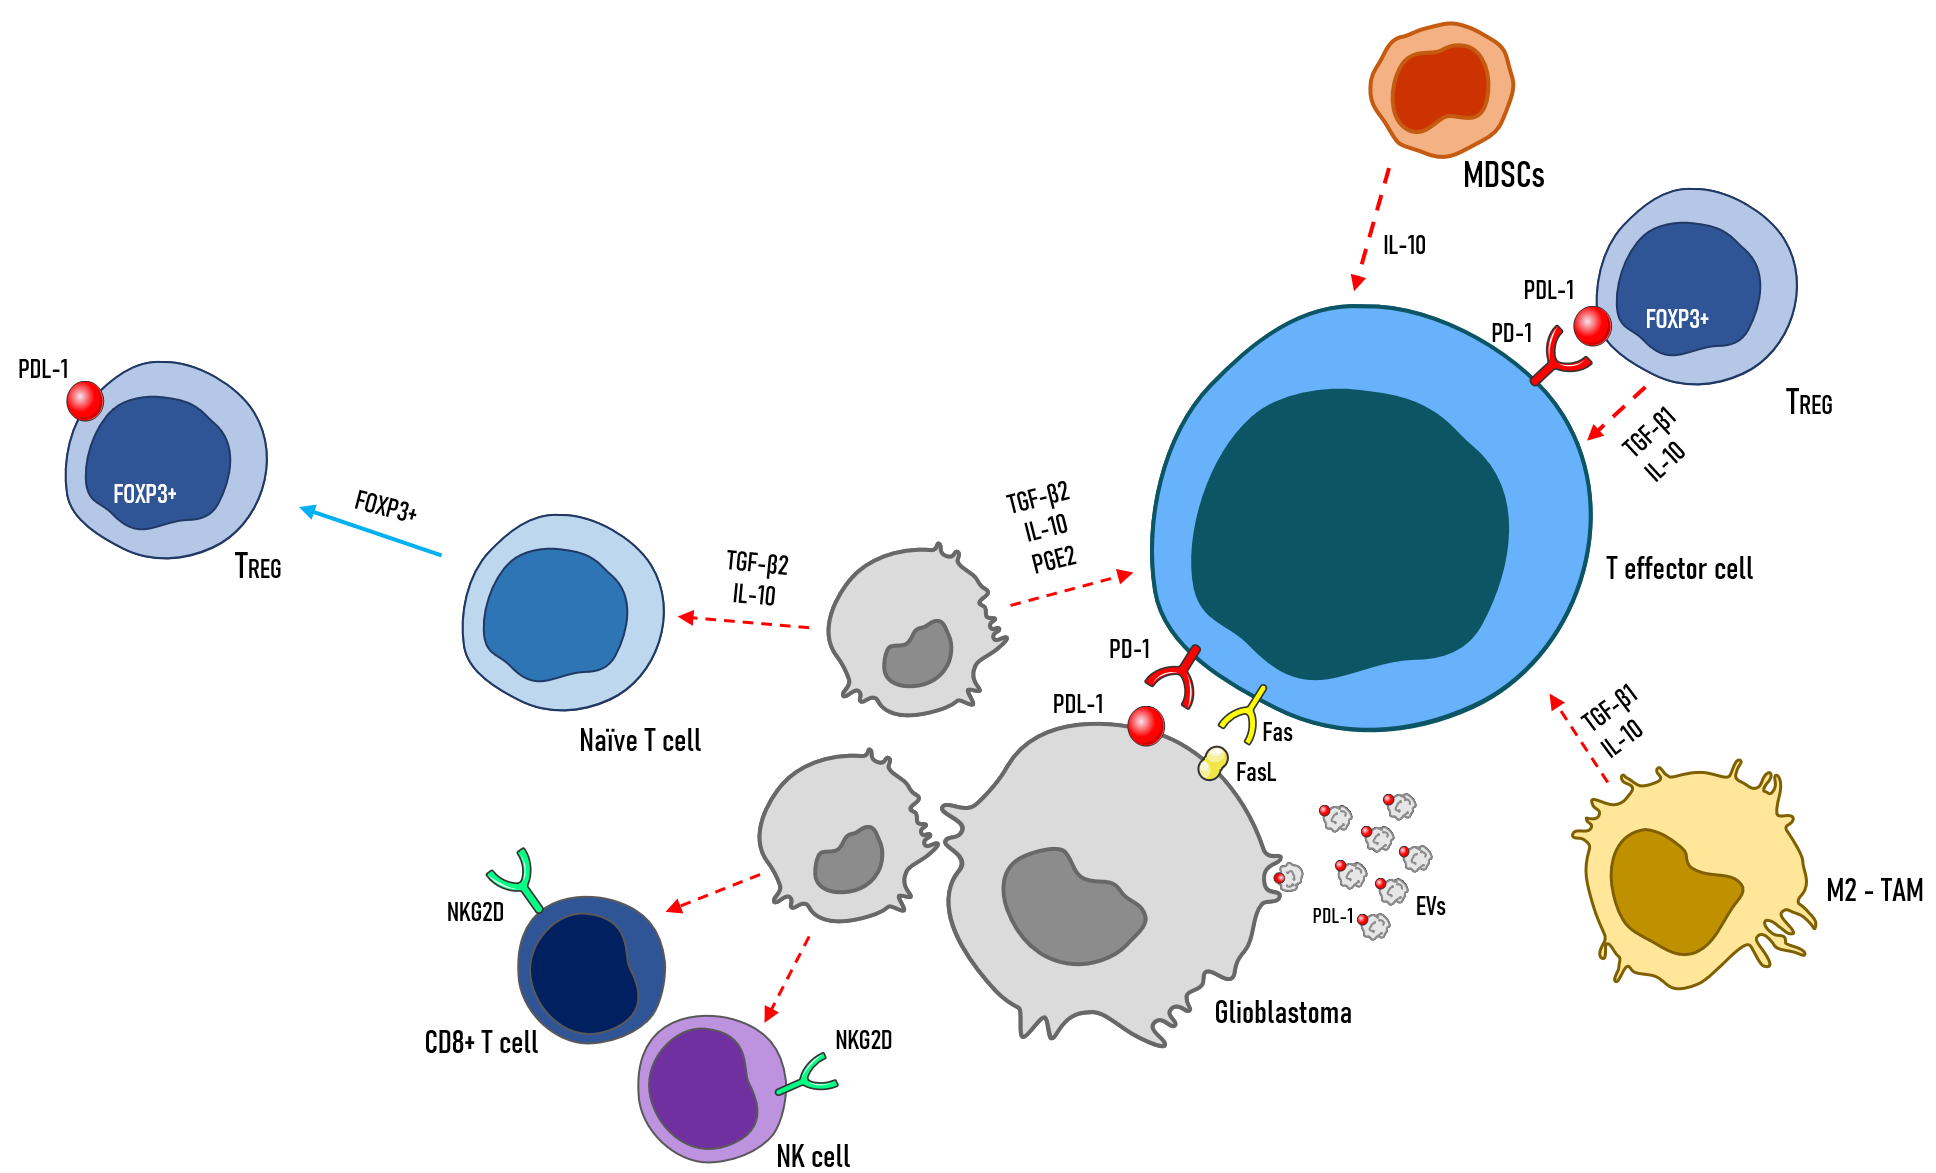 MDSCs
IL-10
PDL-1
PD-1
FOXP3+
TREG
TGF-β1
IL-10
PDL-1
FOXP3+
TREG
FOXP3+
TGF-β2
IL-10
Naïve T cell
TGF-β2
IL-10
PGE2
T effector cell
PD-1
PDL-1
Fas
FasL
TGF-β1
IL-10
M2 - TAM
PDL-1
EVs
Glioblastoma
NKG2D
CD8+ T cell
NKG2D
NK cell